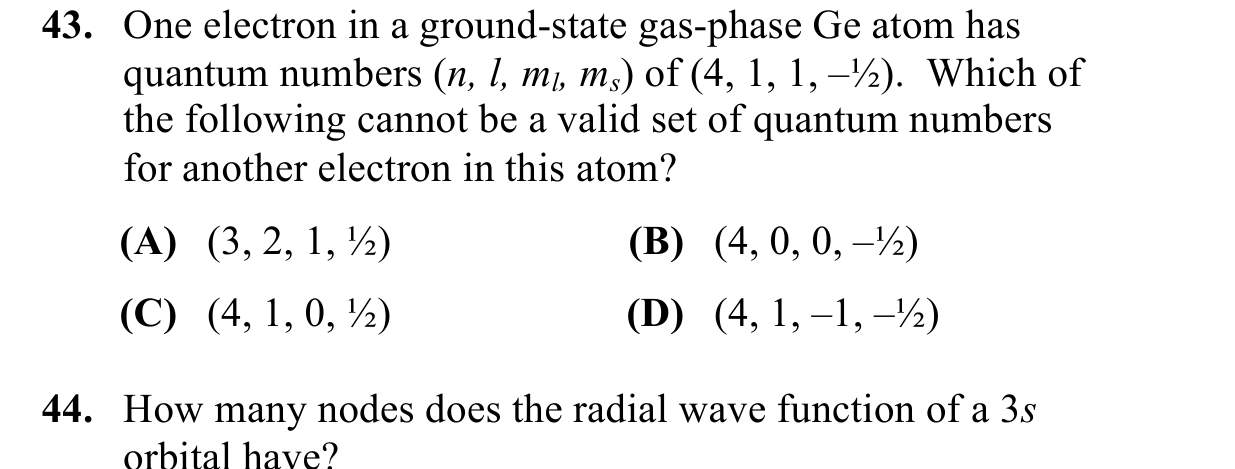 43. One electron in a ground-state gas-phase Ge atom has
quantum numbers (n, l, mₗ, mₛ) of (4, 1, 1, –½). Which of
the following cannot be a valid set of quantum numbers
for another electron in this atom?
(A) (3, 2, 1, ½) (B) (4, 0, 0, –½)
(C) (4, 1, 0, ½) (D) (4, 1, –1, –½)
44. How many nodes does the radial wave function of a 3s
orbital have?